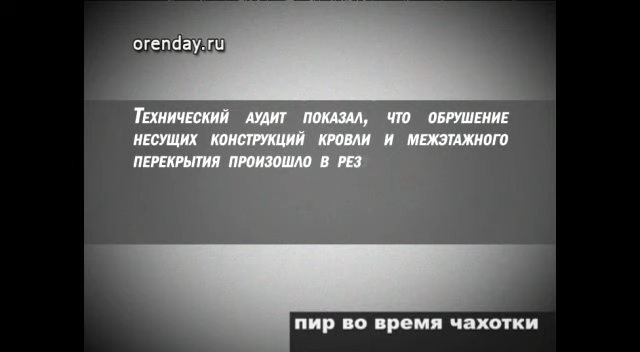 orenday.ru
Технический аудит показал, что обрушение
несущих конструкций кровли и межэтажного
перекрытия произошло в рез
пир во время чахотки